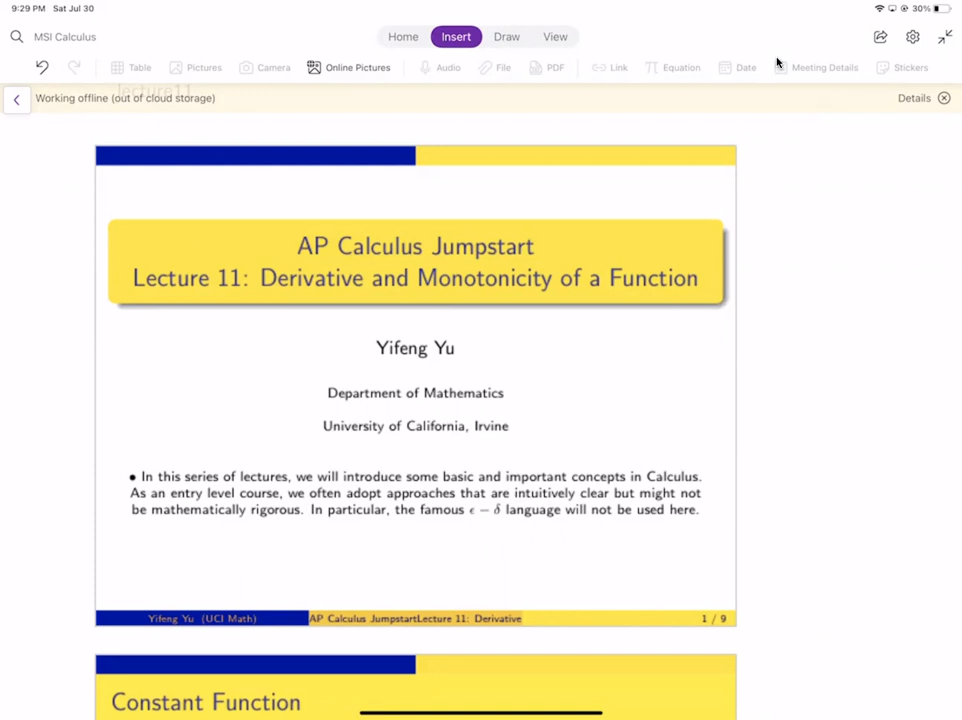 9:29 PM Sat Jul 30
30%
MSI Calculus
Home Insert Draw View
Table Pictures Camera Online Pictures Audio File PDF Link Equation Date Meeting Details Stickers
lecture11
Working offline (out of cloud storage)
Details
AP Calculus Jumpstart
Lecture 11: Derivative and Monotonicity of a Function
Yifeng Yu
Department of Mathematics
University of California, Irvine
• In this series of lectures, we will introduce some basic and important concepts in Calculus.
As an entry level course, we often adopt approaches that are intuitively clear but might not
be mathematically rigorous. In particular, the famous ϵ − δ language will not be used here.
Yifeng Yu (UCI Math) AP Calculus JumpstartLecture 11: Derivative 1 / 9
Constant Function